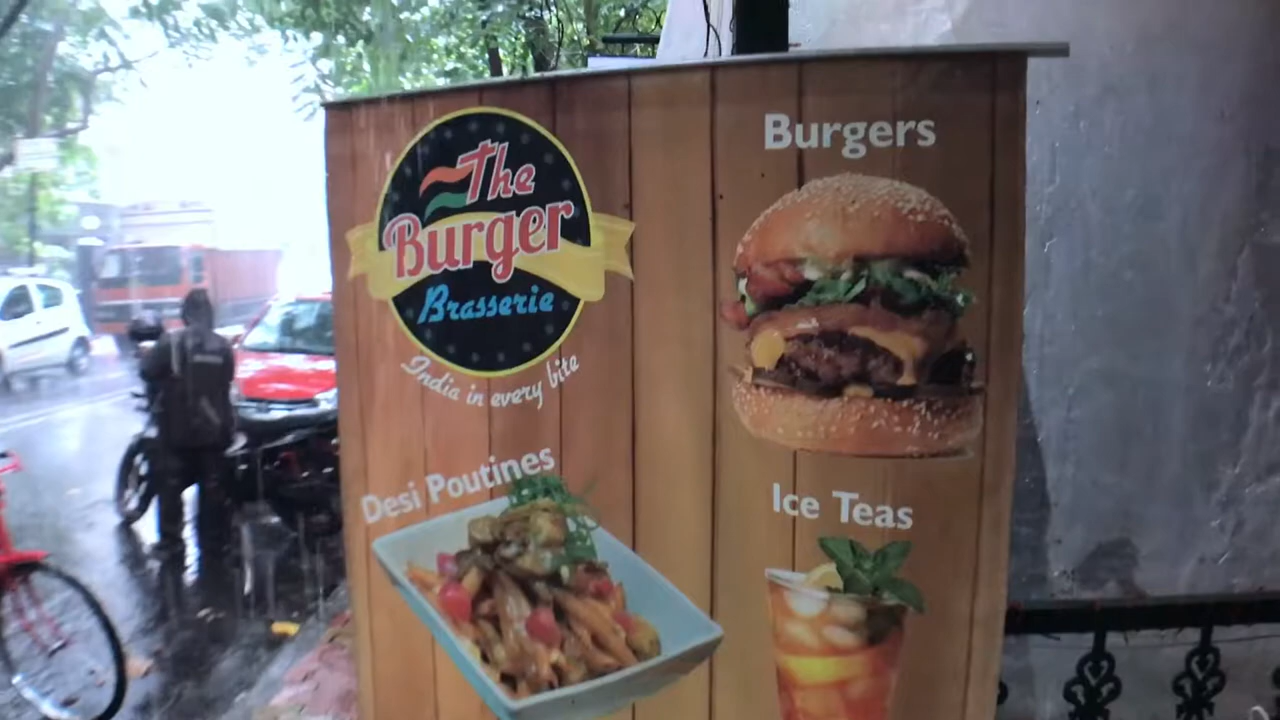 The
Burger
Brasserie
India in every bite
Burgers
Desi Poutines
Ice Teas